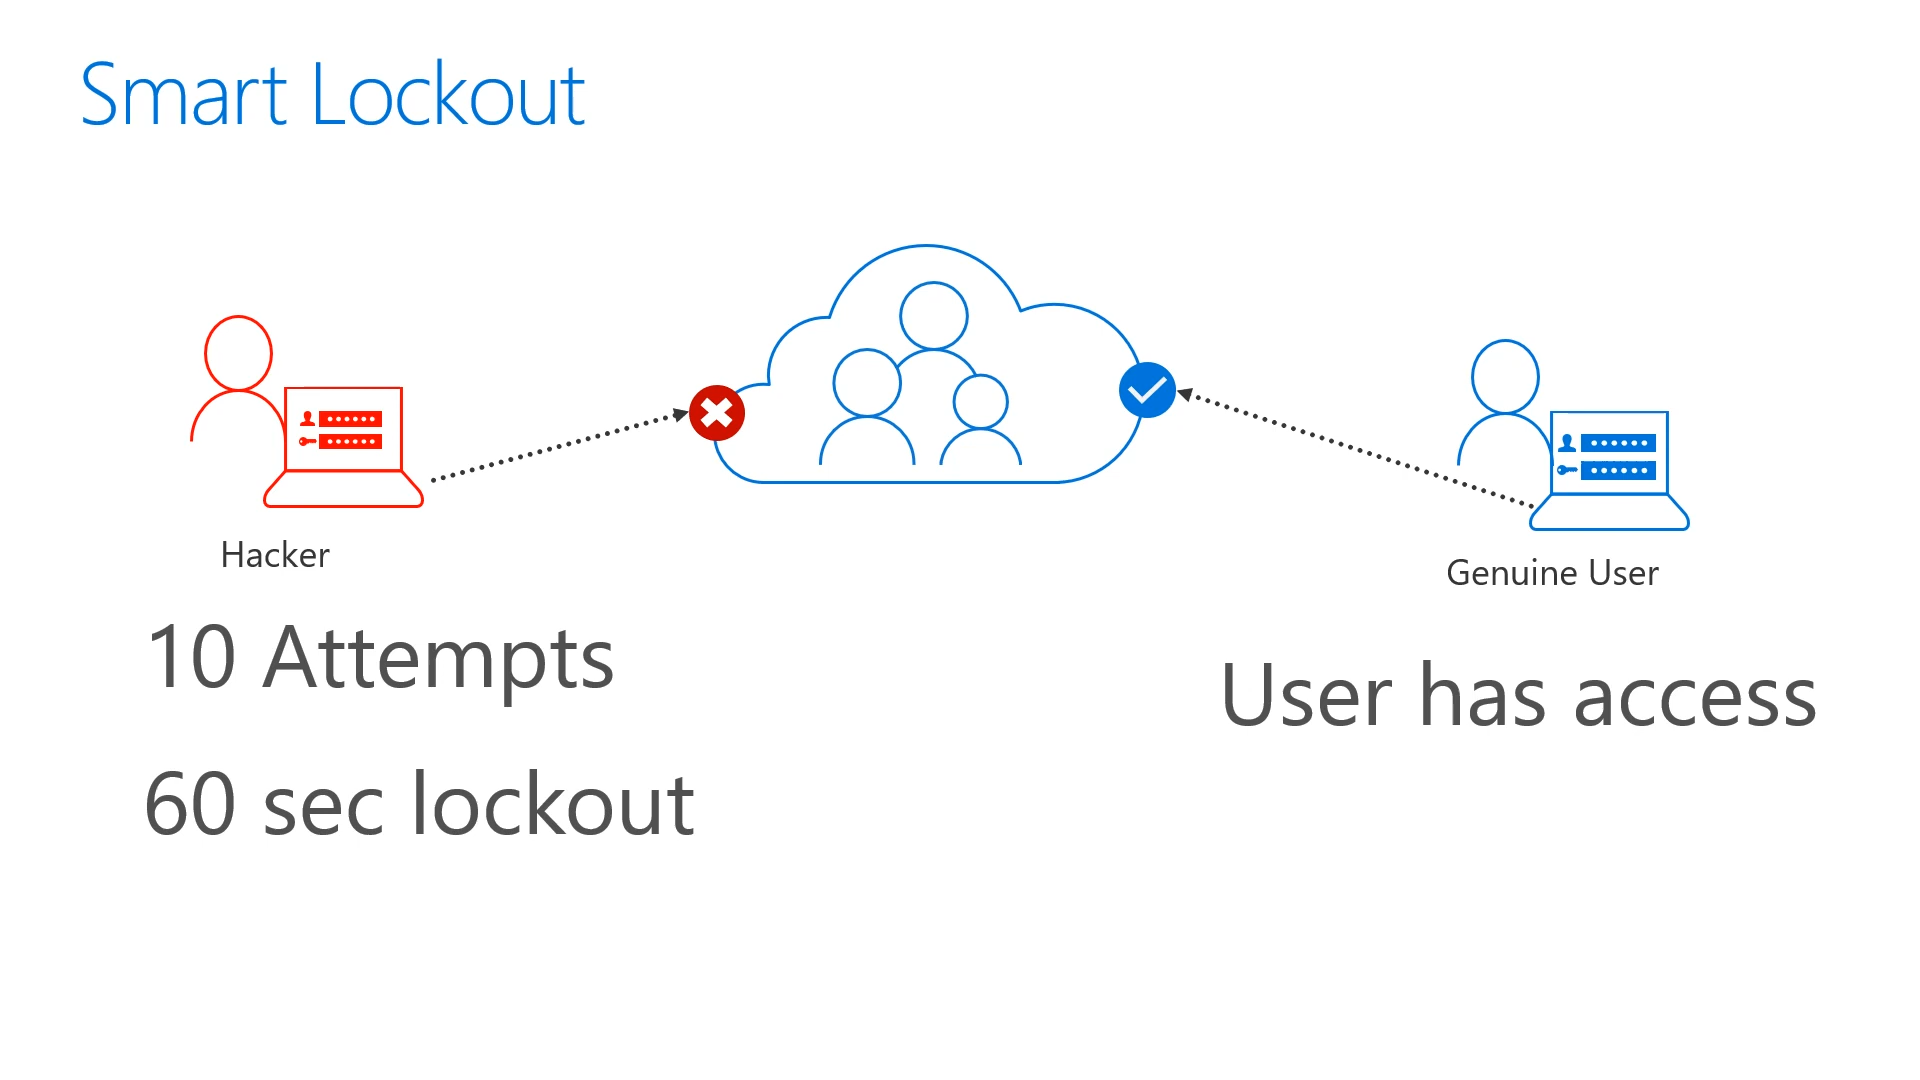 Smart Lockout
Hacker
Genuine User
10 Attempts
User has access
60 sec lockout